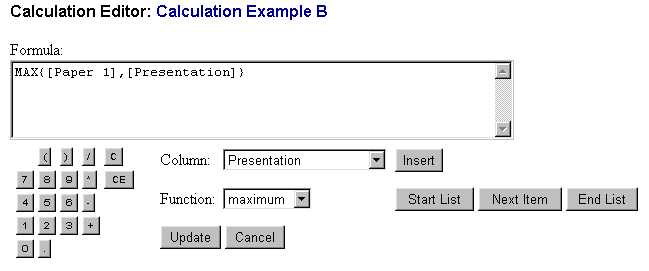 Calculation Editor: Calculation Example B
Formula:
MAX{[Paper 1],[Presentation]}
( ) / C
Column: Presentation Insert
7 8 9 * CE
4 5 6 -
Function: maximum Start List Next Item End List
1 2 3 +
Update Cancel
0 .